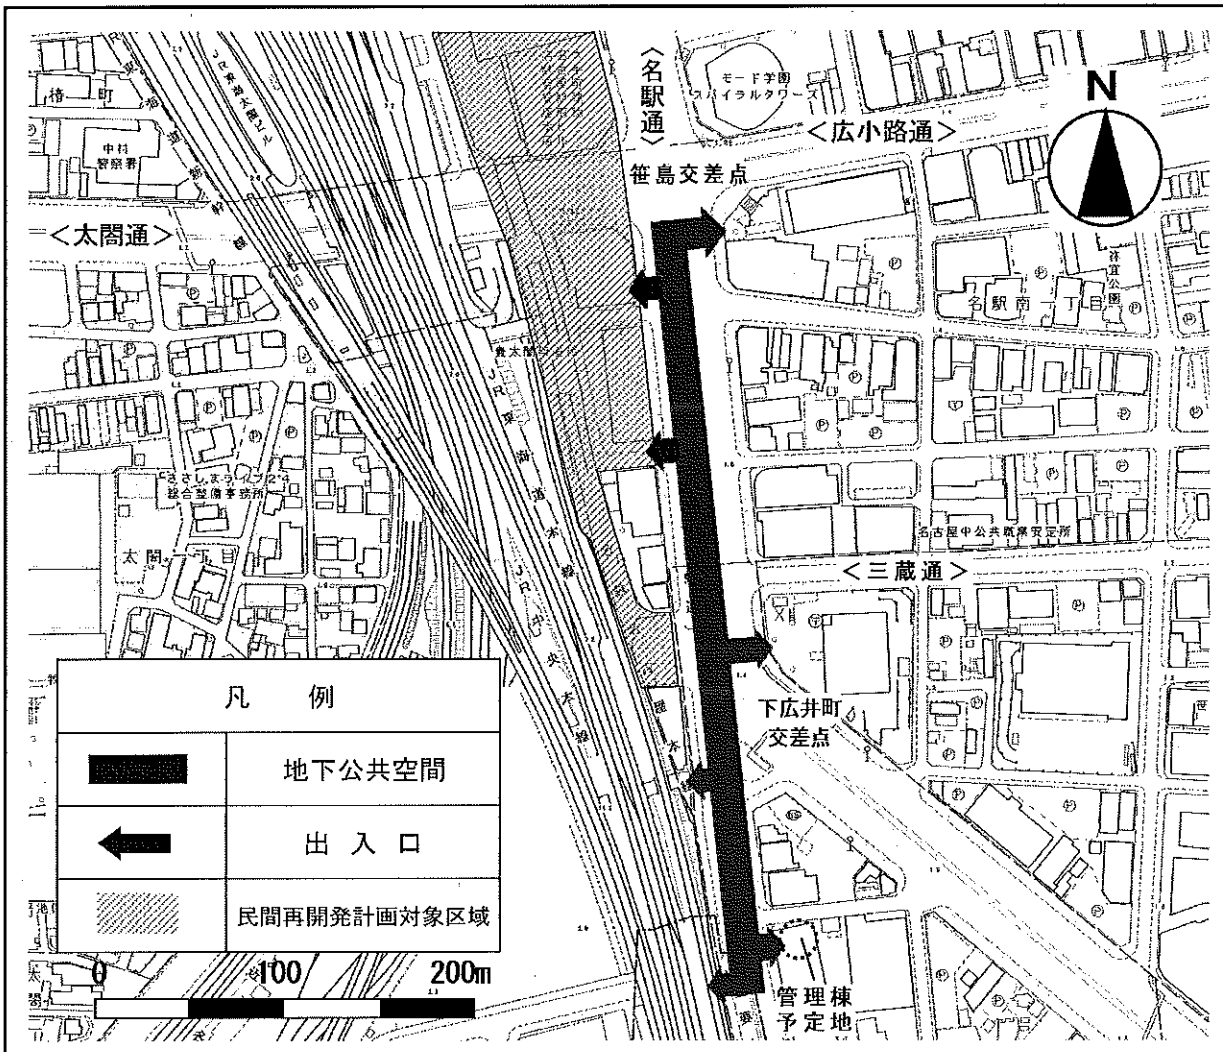 〈名駅通〉
モード学園
スパイラルタワーズ
N
＜広小路通＞
笹島交差点
椿町
中村
警察署
JR東海太閤ビル
東海道新幹線
＜太閤通＞
名駅南一丁目
JR東海道本線
ささしまライブ24
総合整備事務所
太閤一丁目
名古屋中公共職業安定所
＜三蔵通＞
JR中央本線
下広井町
交差点
凡 例
地下公共空間
出 入 口
民間再開発計画対象区域
0 100 200m
管理棟
予定地